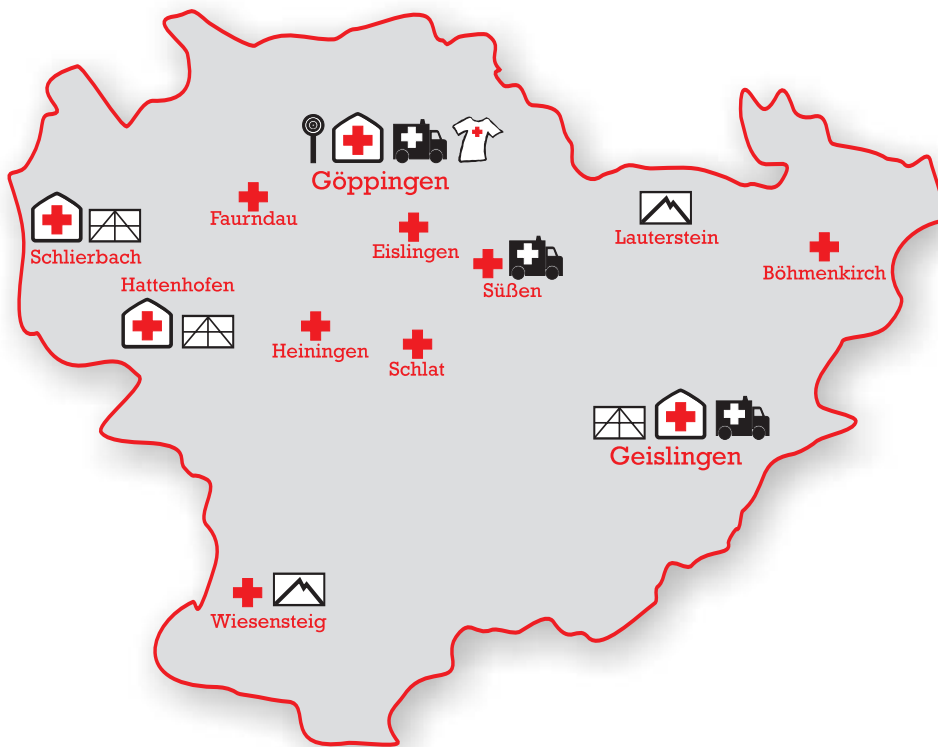 Göppingen
Faurndau
Lauterstein
Eislingen
Schlierbach
Böhmenkirch
Hattenhofen
Süßen
Heiningen
Schlat
Geislingen
Wiesensteig